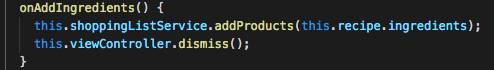 onAddIngredients() {
this.shoppingListService.addProducts(this.recipe.ingredients);
this.viewController.dismiss();
}